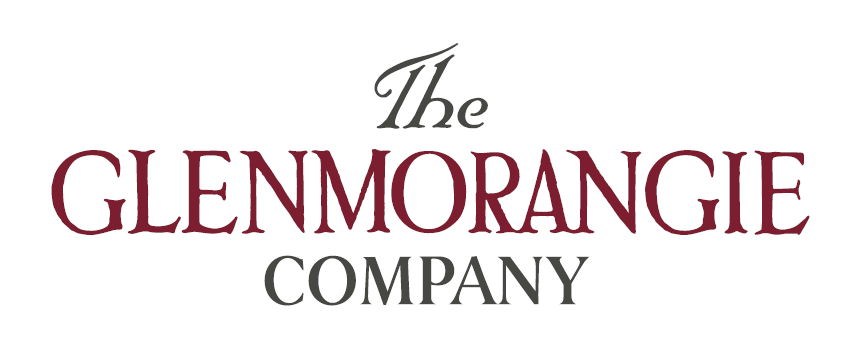 The
GLENMORANGIE
COMPANY